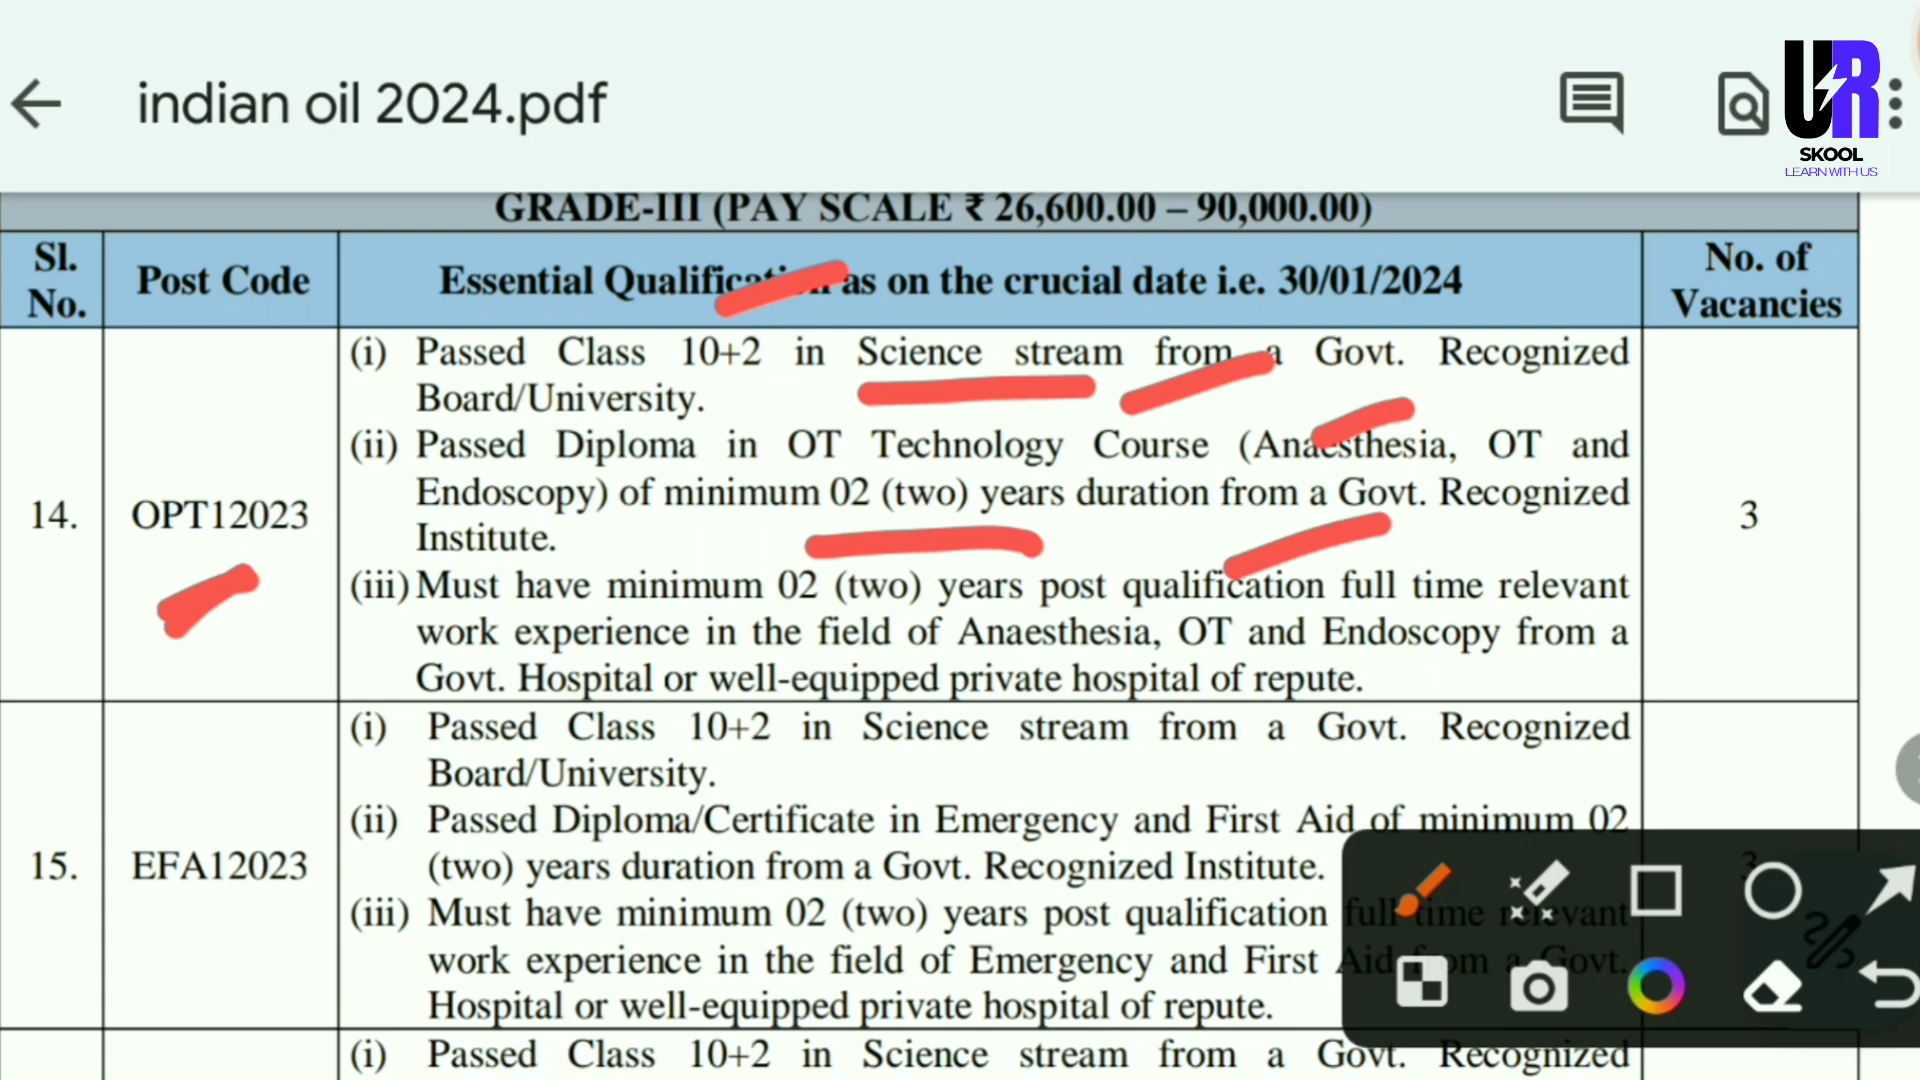 indian oil 2024.pdf
UR
SKOOL
LEARN WITH US
GRADE-III (PAY SCALE ₹ 26,600.00 – 90,000.00)
Sl. No.
Post Code
Essential Qualification as on the crucial date i.e. 30/01/2024
No. of Vacancies
14.
OPT12023
(i) Passed Class 10+2 in Science stream from a Govt. Recognized
Board/University.
(ii) Passed Diploma in OT Technology Course (Anaesthesia, OT and
Endoscopy) of minimum 02 (two) years duration from a Govt. Recognized
Institute.
(iii) Must have minimum 02 (two) years post qualification full time relevant
work experience in the field of Anaesthesia, OT and Endoscopy from a
Govt. Hospital or well-equipped private hospital of repute.
3
15.
EFA12023
(i) Passed Class 10+2 in Science stream from a Govt. Recognized
Board/University.
(ii) Passed Diploma/Certificate in Emergency and First Aid of minimum 02
(two) years duration from a Govt. Recognized Institute.
(iii) Must have minimum 02 (two) years post qualification full time relevant
work experience in the field of Emergency and First Aid from a Govt.
Hospital or well-equipped private hospital of repute.
3
(i) Passed Class 10+2 in Science stream from a Govt. Recognized